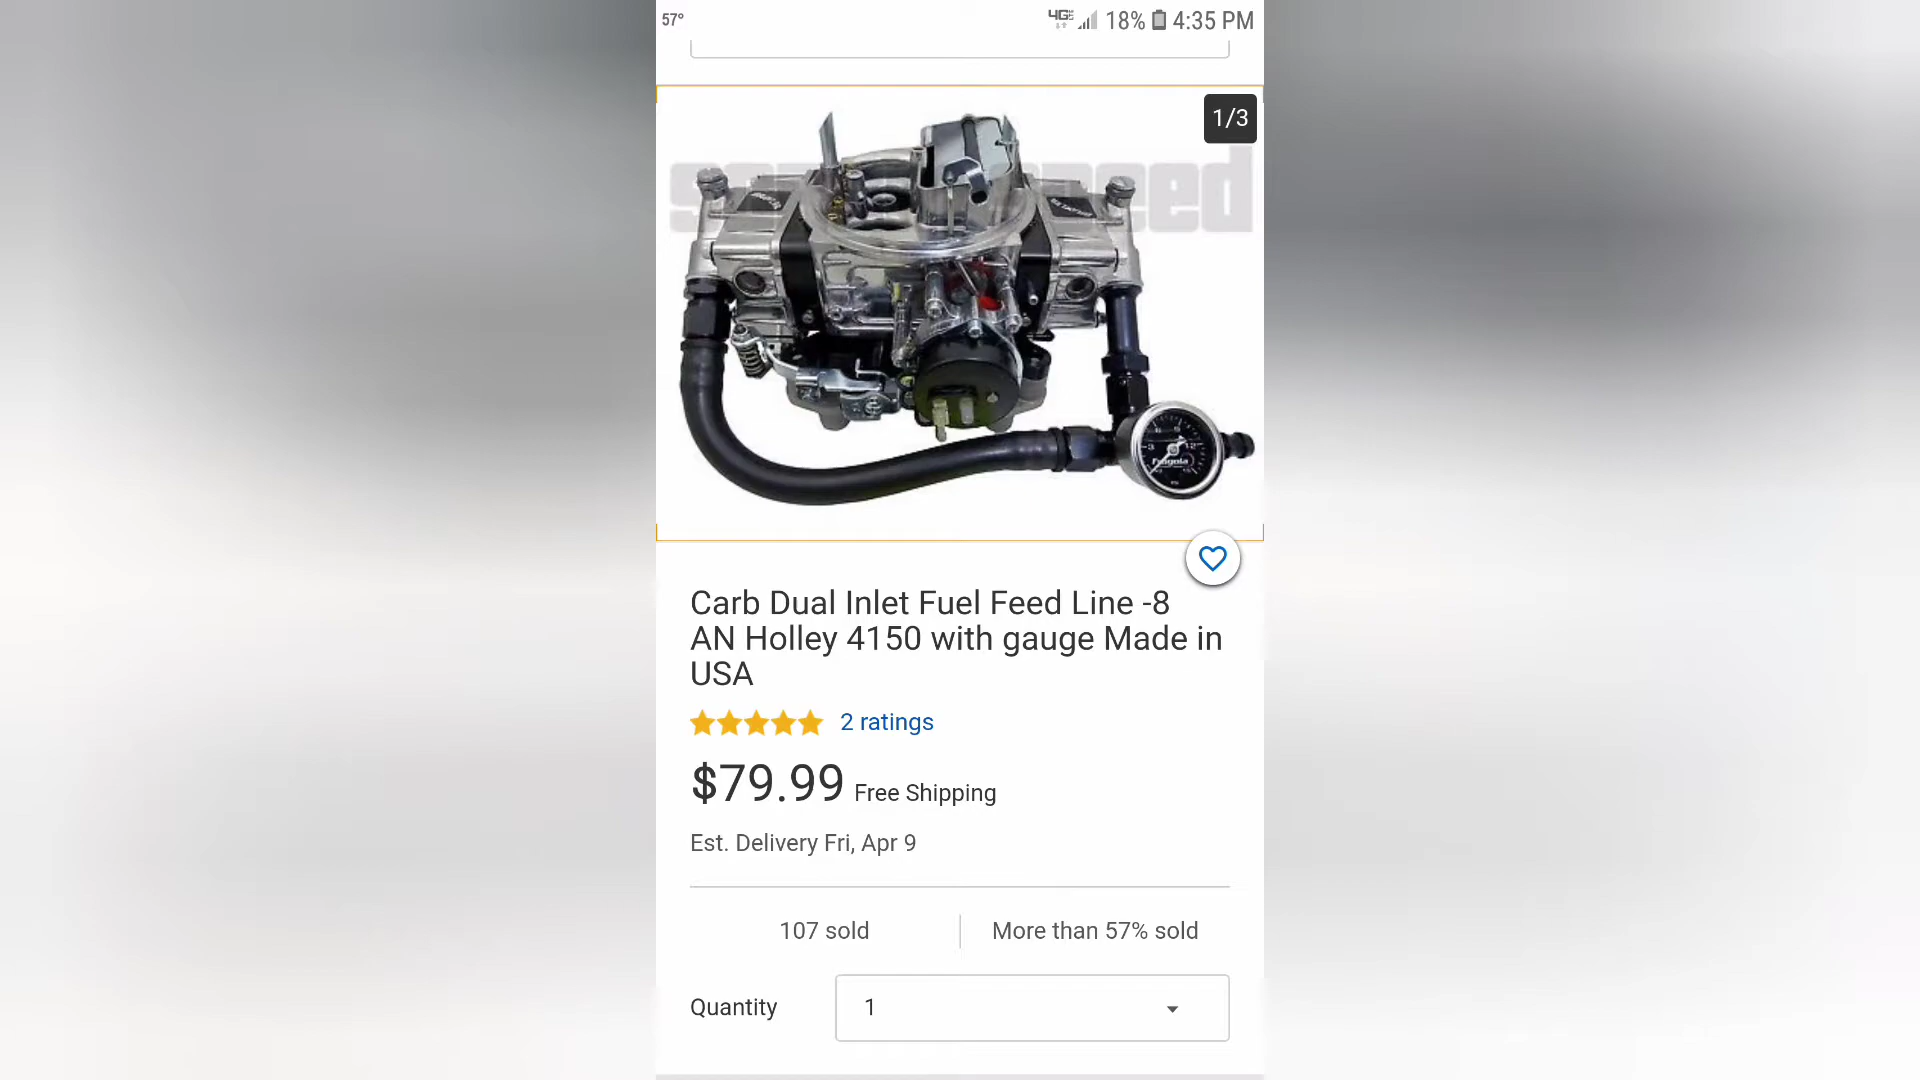 57°
4G
18%
4:35 PM
1/3
Carb Dual Inlet Fuel Feed Line -8
AN Holley 4150 with gauge Made in
USA
2 ratings
$79.99 Free Shipping
Est. Delivery Fri, Apr 9
107 sold
More than 57% sold
Quantity
1